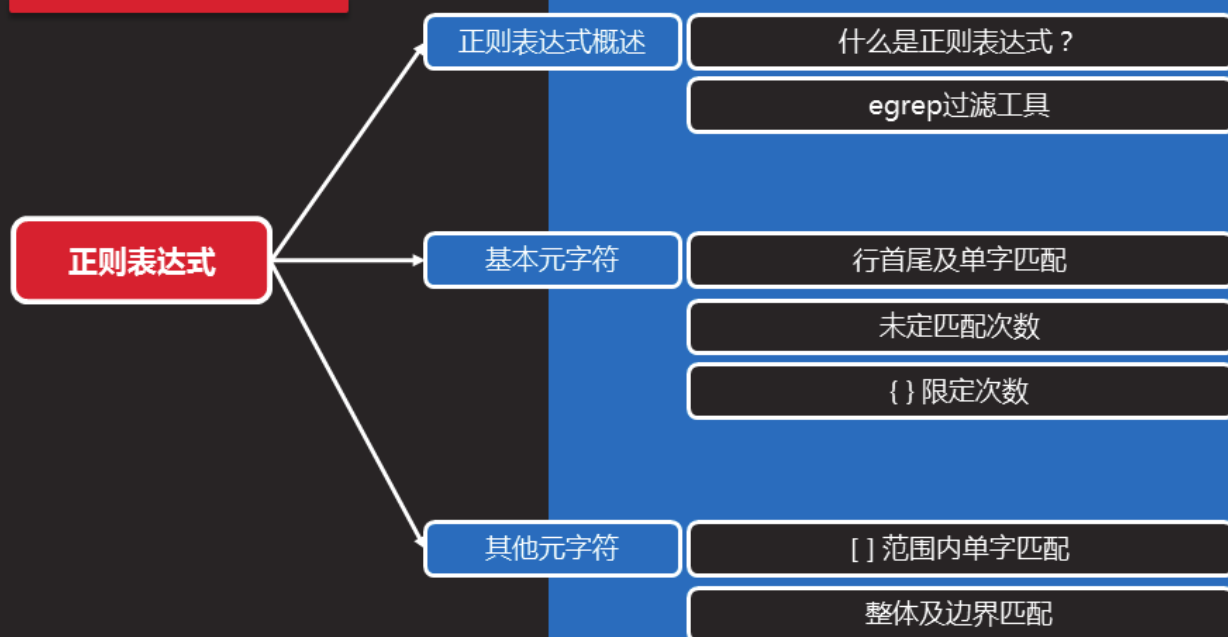 正则表达式概述
什么是正则表达式？
egrep过滤工具
正则表达式
基本元字符
行首尾及单字匹配
未定匹配次数
{ } 限定次数
其他元字符
[ ] 范围内单字匹配
整体及边界匹配